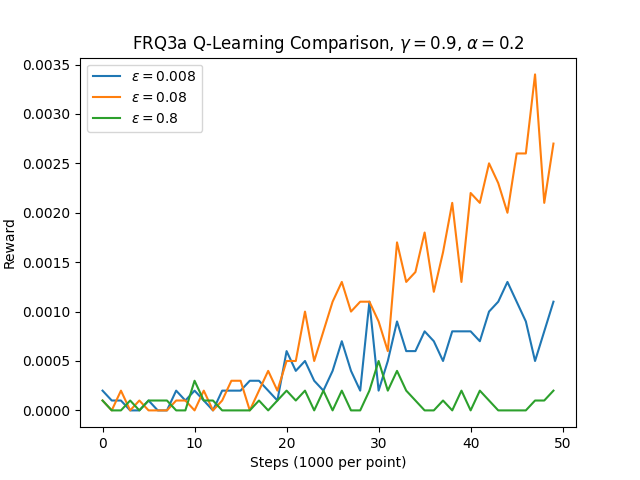 FRQ3a Q-Learning Comparison, γ = 0.9, α = 0.2
ε = 0.008
ε = 0.08
ε = 0.8
Reward
0.0035
0.0030
0.0025
0.0020
0.0015
0.0010
0.0005
0.0000
0 10 20 30 40 50
Steps (1000 per point)